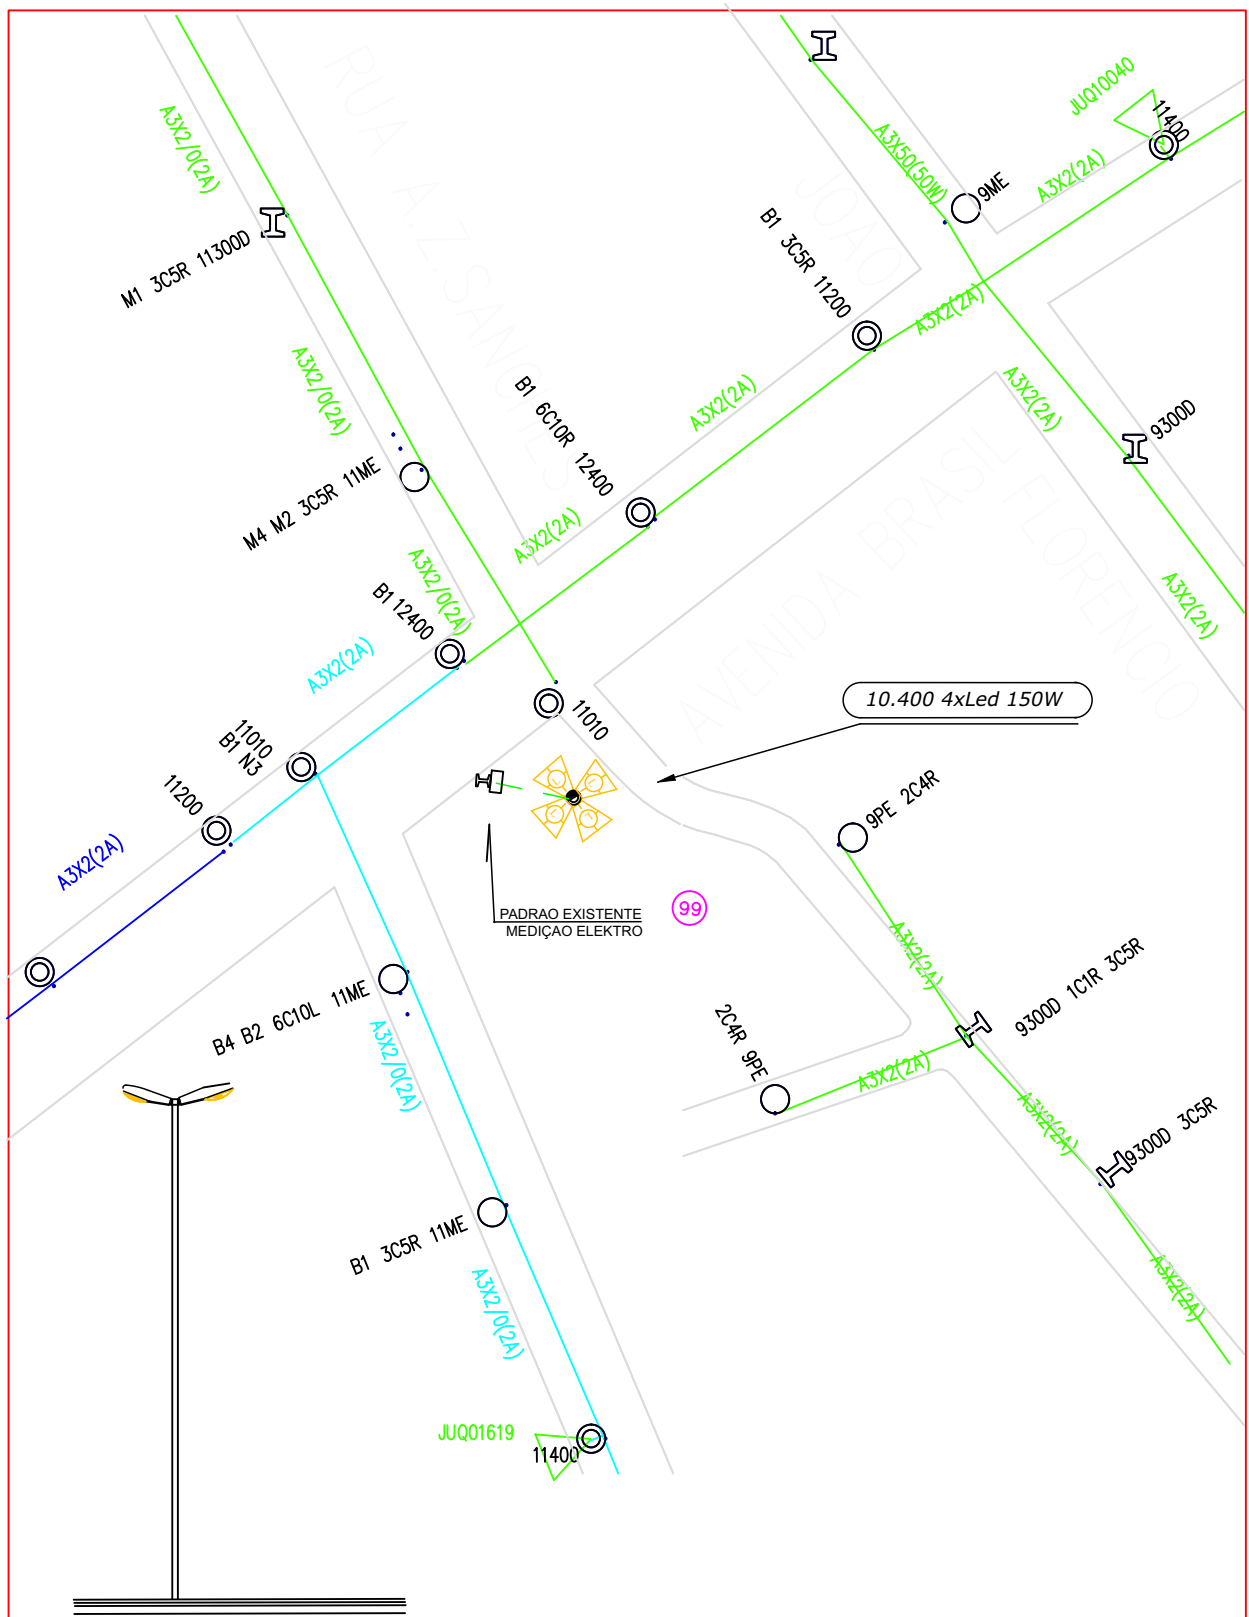 RUA A.Z SANCHES
JOAO
LORENCIO
AVENDA BRASIL
A3X2/0(2A)
M1 3C5R 11300D
A3X2/0(2A)
M4 M2 3C5R 11ME
A3X2/0(2A)
A3X50(50W)
9ME
JUQ10040
11400
A3X2(2A)
B1 3C5R 11200
A3X2(2A)
A3X2(2A)
9300D
A3X2(2A)
A3X2(2A)
B1 6C10R 12400
A3X2(2A)
B1 12400
A3X2(2A)
11010
11010
B1 N3
11200
A3X2(2A)
10.400 4xLed 150W
PADRAO EXISTENTE
MEDIÇAO ELEKTRO
99
9PE 2C4R
A3X2(2A)
9300D 1C1R 3C5R
2C4R 9PE
A3X2(2A)
A3X2(2A)
9300D 3C5R
A3X2(2A)
B4 B2 6C10L 11ME
A3X2/0(2A)
B1 3C5R 11ME
A3X2/0(2A)
JUQ01619
11400